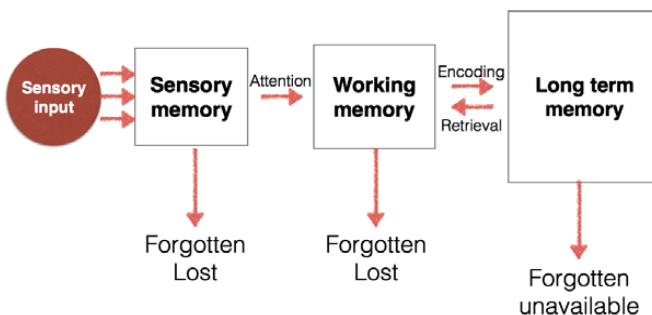 Sensory
input
Sensory
memory
Attention
Working
memory
Encoding
Retrieval
Long term
memory
Forgotten
Lost
Forgotten
Lost
Forgotten
unavailable